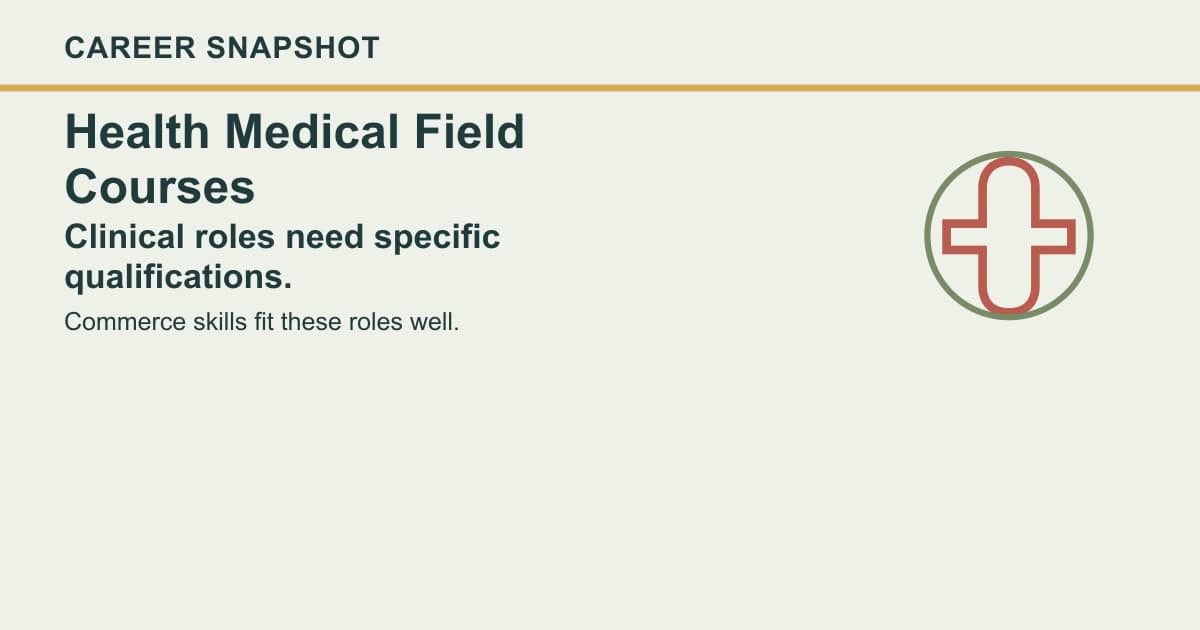 CAREER SNAPSHOT
Health Medical Field
Courses
Clinical roles need specific
qualifications.
Commerce skills fit these roles well.